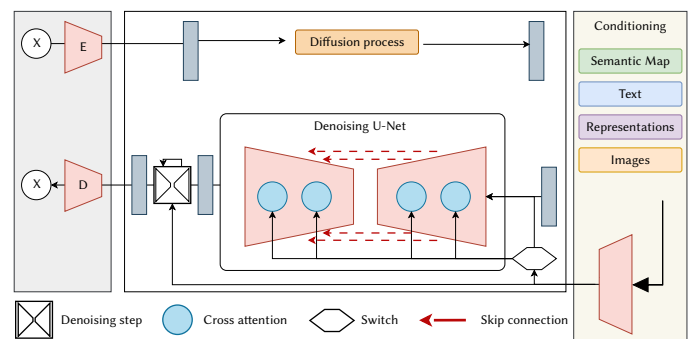 X
E
Diffusion process
Conditioning
Semantic Map
Text
Representations
Images
Denoising U-Net
X
D
Denoising step
Cross attention
Switch
Skip connection